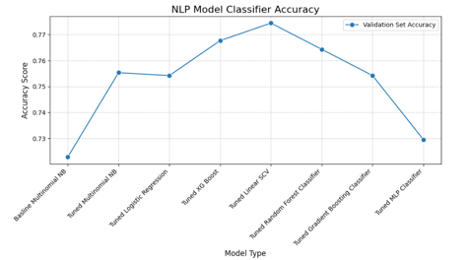 NLP Model Classifier Accuracy
Validation Set Accuracy
Accuracy Score
0.77
0.76
0.75
0.74
0.73
Basline Multinomial NB
Tuned Multinomial NB
Tuned Logistic Regression
Tuned XG Boost
Tuned Linear SCV
Tuned Random Forest Classifier
Tuned Gradient Boosting Classifier
Tuned MLP Classifier
Model Type